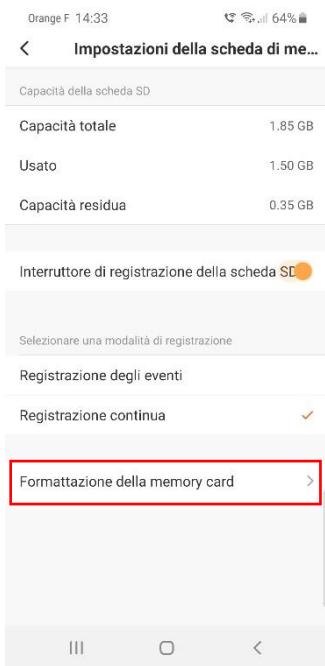 Orange F 14:33 64%
Impostazioni della scheda di me...
Capacità della scheda SD
Capacità totale 1.85 GB
Usato 1.50 GB
Capacità residua 0.35 GB
Interruttore di registrazione della scheda SD
Selezionare una modalità di registrazione
Registrazione degli eventi
Registrazione continua
Formattazione della memory card